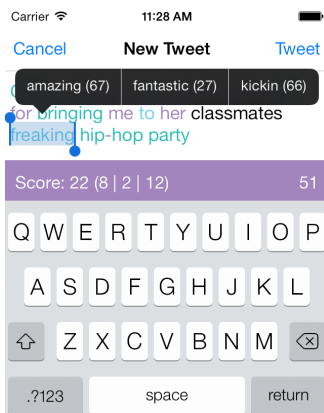 Carrier 11:28 AM
Cancel New Tweet Tweet
amazing (67) fantastic (27) kickin (66)
for bringing me to her classmates
freaking hip-hop party
Score: 22 (8 | 2 | 12) 51
Q W E R T Y U I O P
A S D F G H J K L
Z X C V B N M
.?123 space return